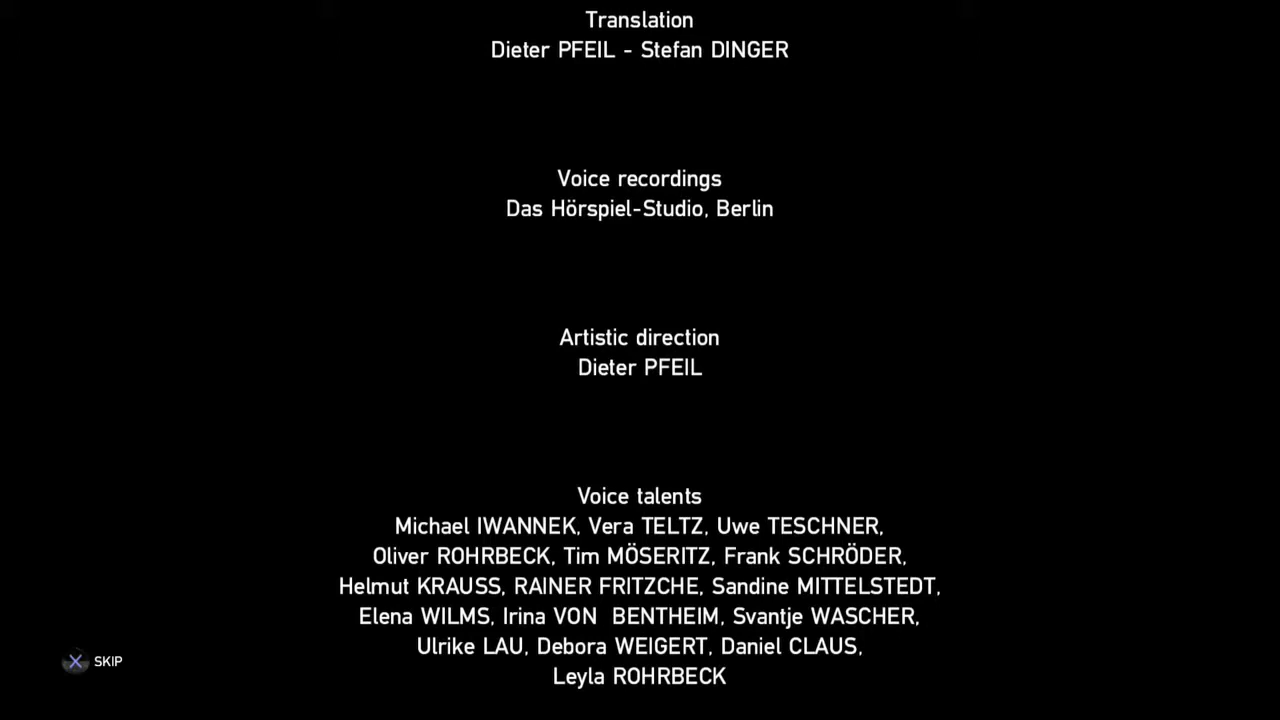 Translation
Dieter PFEIL - Stefan DINGER
Voice recordings
Das Hörspiel-Studio, Berlin
Artistic direction
Dieter PFEIL
Voice talents
Michael IWANNEK, Vera TELTZ, Uwe TESCHNER,
Oliver ROHRBECK, Tim MÖSERITZ, Frank SCHRÖDER,
Helmut KRAUSS, RAINER FRITZCHE, Sandine MITTELSTEDT,
Elena WILMS, Irina VON  BENTHEIM, Svantje WASCHER,
Ulrike LAU, Debora WEIGERT, Daniel CLAUS,
Leyla ROHRBECK
SKIP